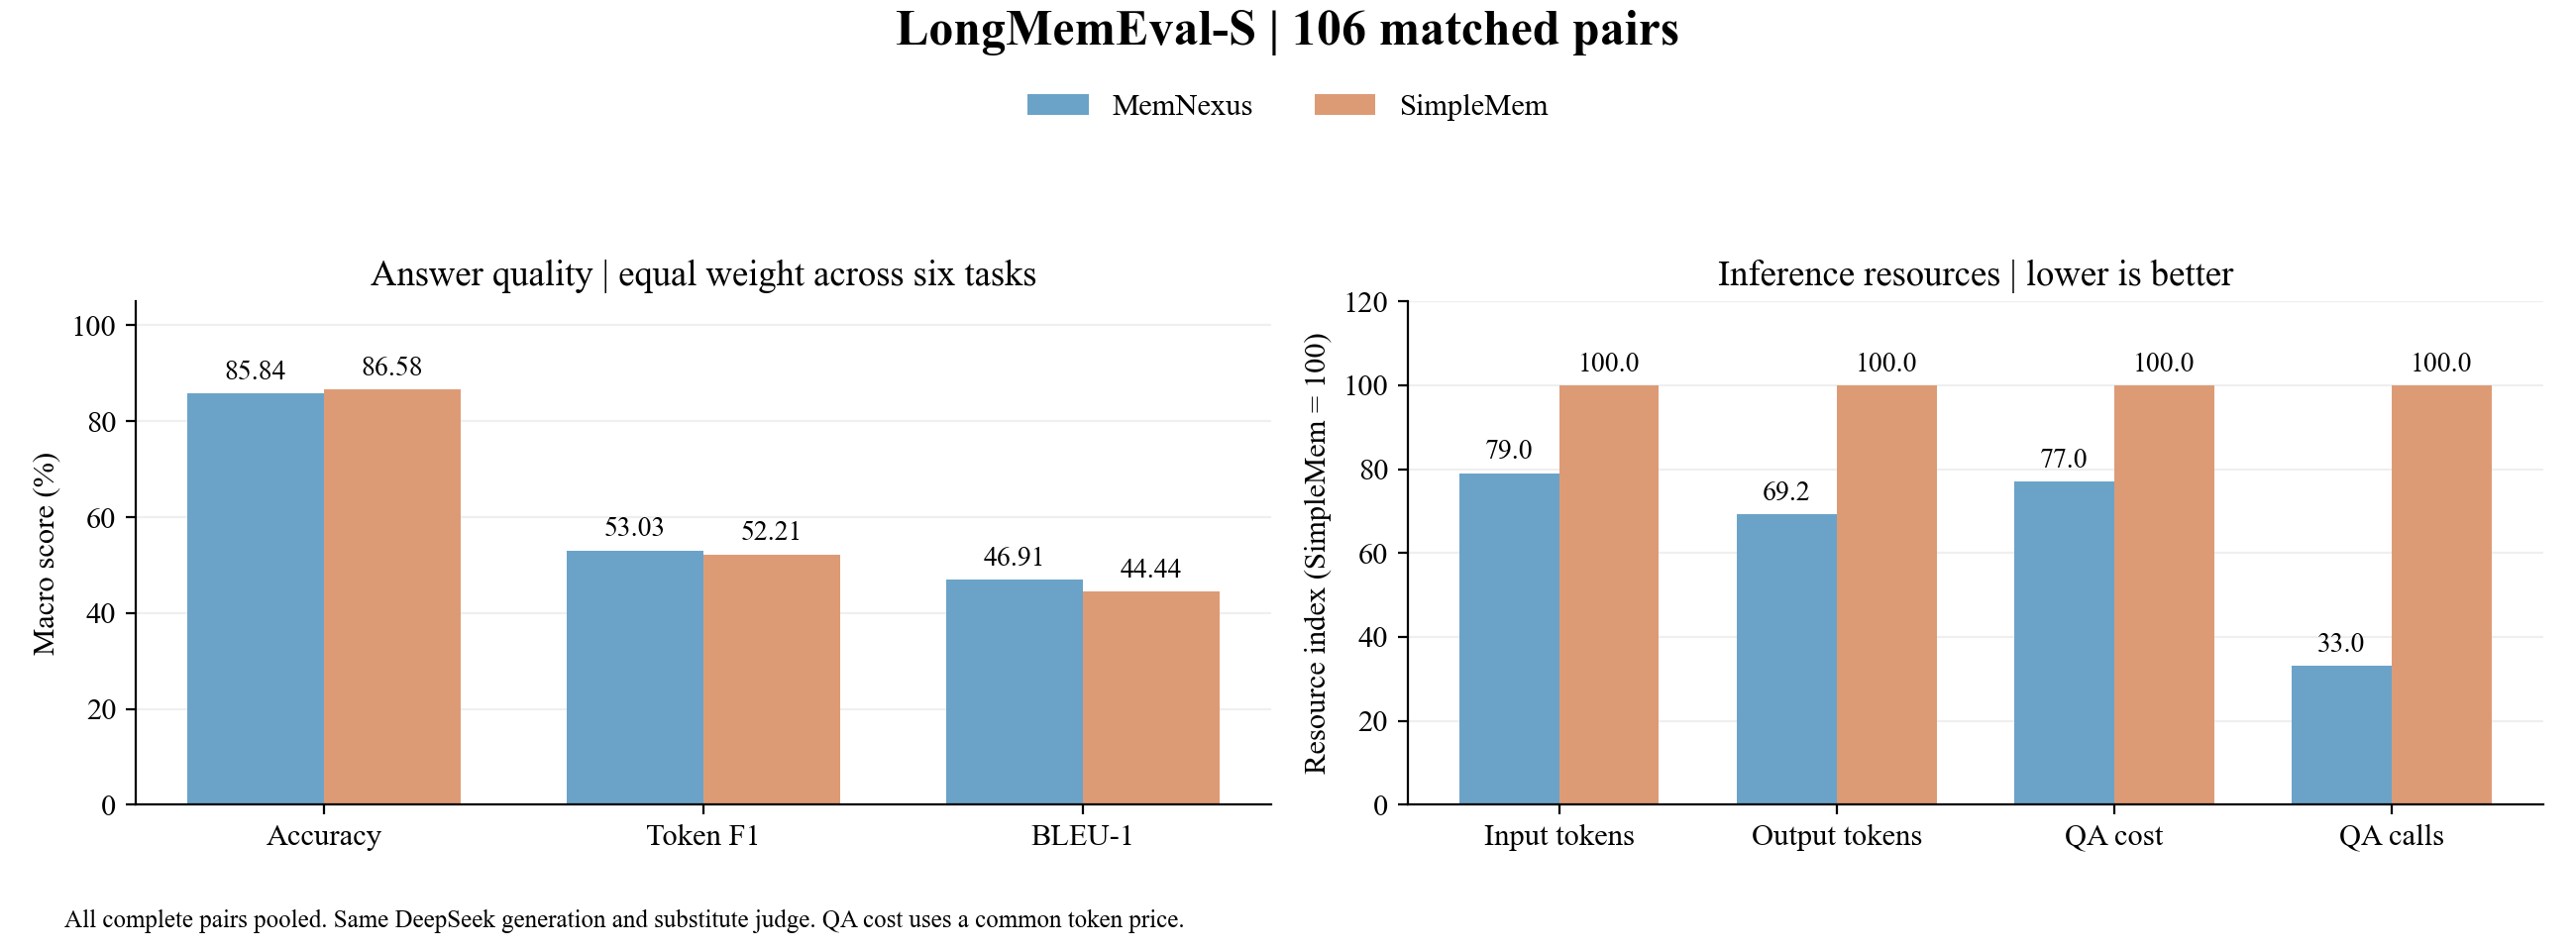 LongMemEval-S | 106 matched pairs
MemNexus
SimpleMem
Answer quality | equal weight across six tasks
Macro score (%)
100
80
60
40
20
0
85.84
86.58
53.03
52.21
46.91
44.44
Accuracy
Token F1
BLEU-1
Inference resources | lower is better
Resource index (SimpleMem = 100)
120
100
80
60
40
20
0
79.0
100.0
69.2
100.0
77.0
100.0
33.0
100.0
Input tokens
Output tokens
QA cost
QA calls
All complete pairs pooled. Same DeepSeek generation and substitute judge. QA cost uses a common token price.